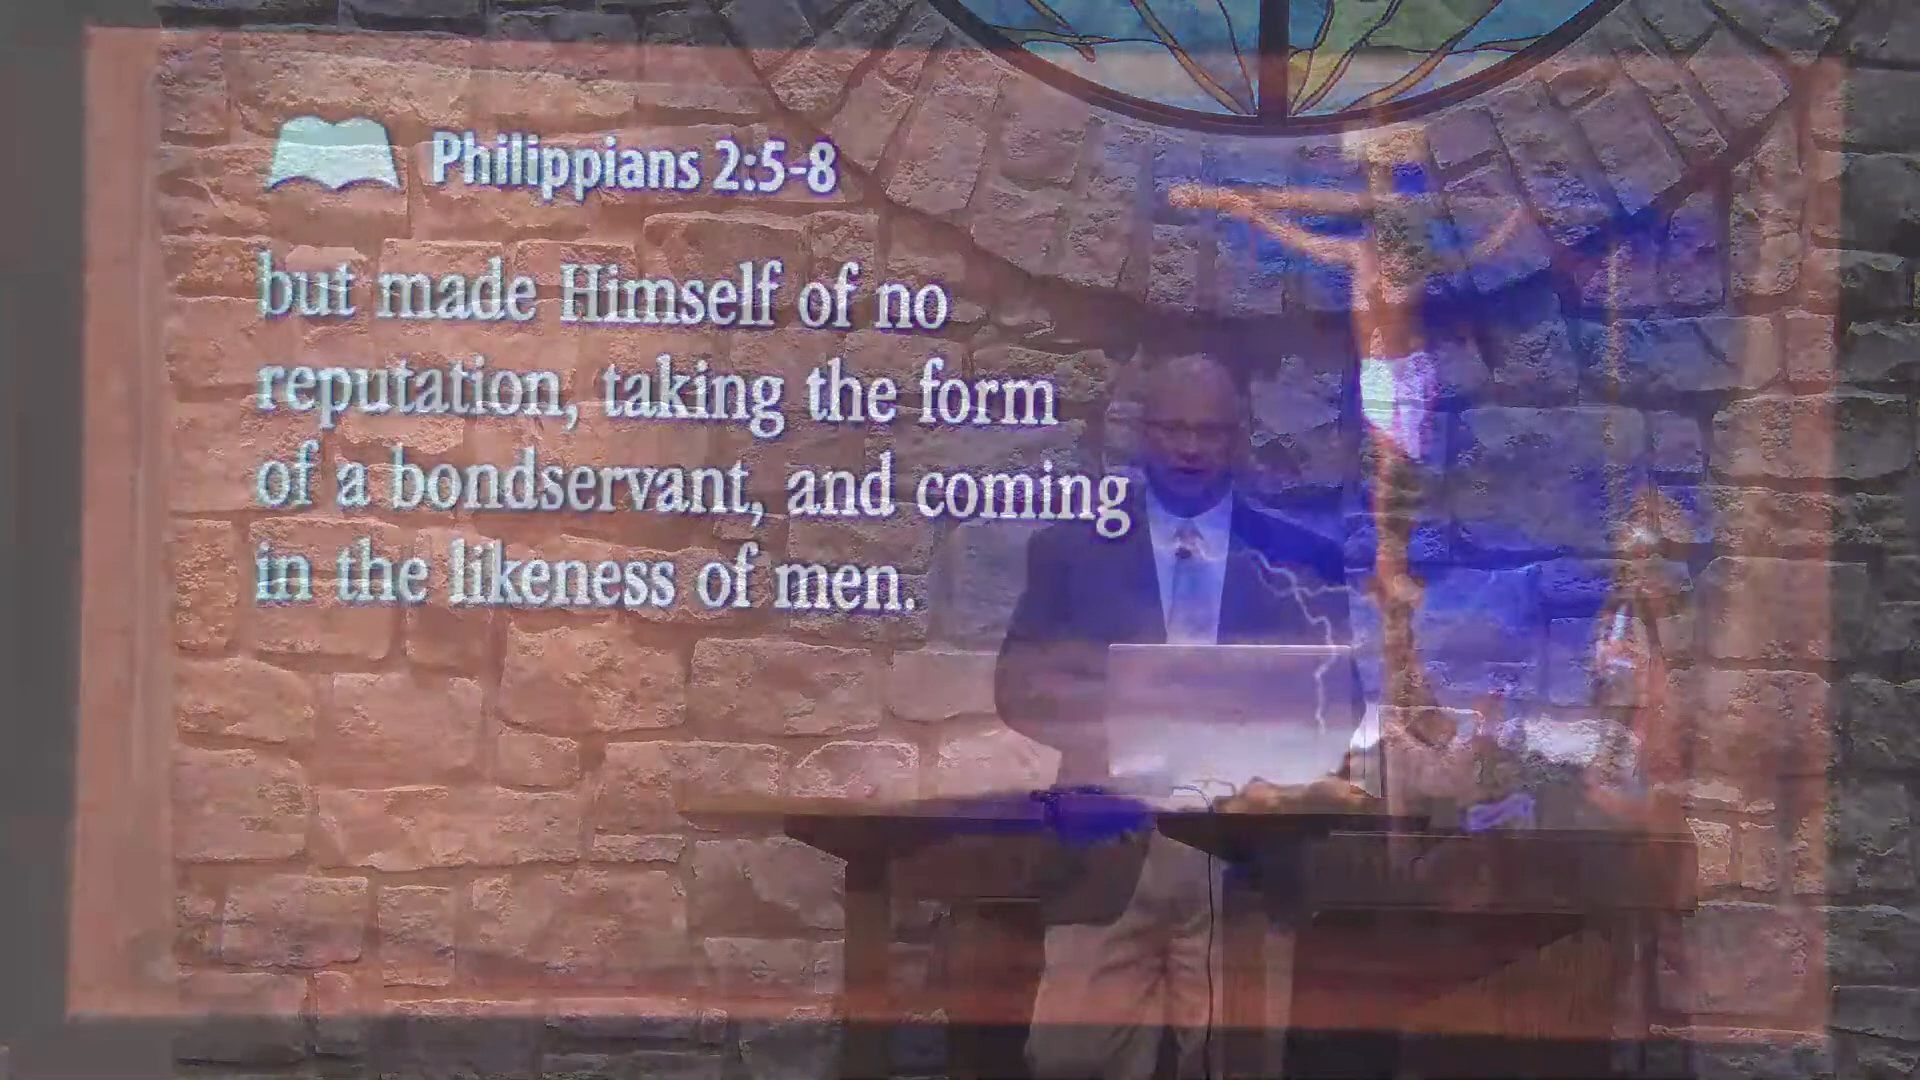 Philippians 2:5-8
but made Himself of no
reputation, taking the form
of a bondservant, and coming
in the likeness of men.